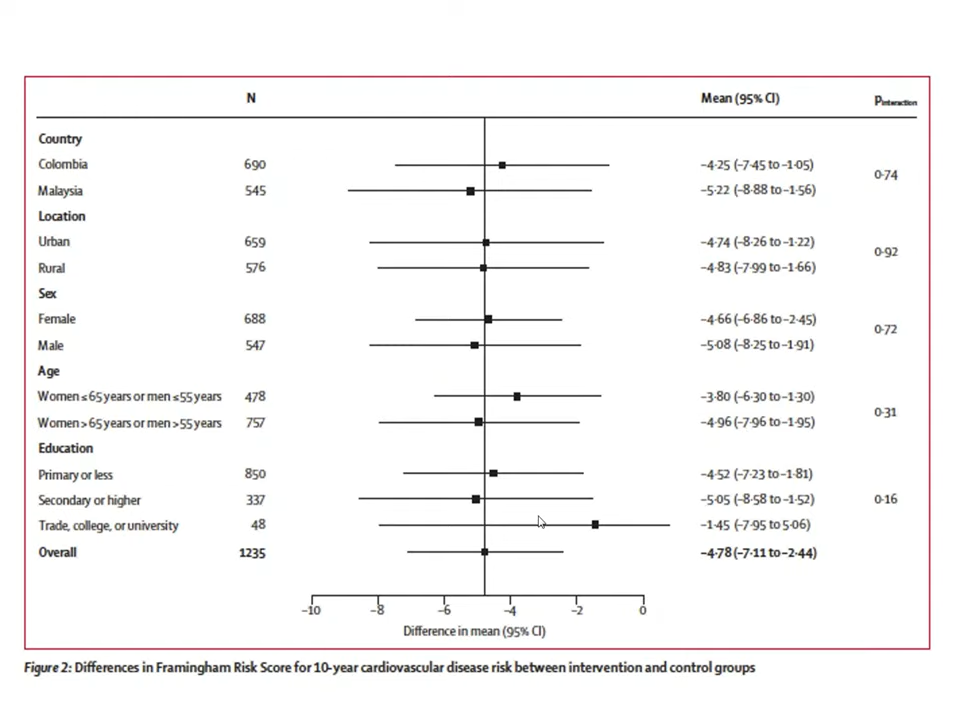 N Mean (95% CI) Pinteraction
Country
Colombia 690 –4·25 (–7·45 to –1·05)
0·74
Malaysia 545 –5·22 (–8·88 to –1·56)
Location
Urban 659 –4·74 (–8·26 to –1·22)
0·92
Rural 576 –4·83 (–7·99 to –1·66)
Sex
Female 688 –4·66 (–6·86 to –2·45)
0·72
Male 547 –5·08 (–8·25 to –1·91)
Age
Women ≤65 years or men ≤55 years 478 –3·80 (–6·30 to –1·30)
0·31
Women >65 years or men >55 years 757 –4·96 (–7·96 to –1·95)
Education
Primary or less 850 –4·52 (–7·23 to –1·81)
Secondary or higher 337 –5·05 (–8·58 to –1·52) 0·16
Trade, college, or university 48 –1·45 (–7·95 to 5·06)
Overall 1235 –4·78 (–7·11 to –2·44)
–10 –8 –6 –4 –2 0
Difference in mean (95% CI)
Figure 2: Differences in Framingham Risk Score for 10-year cardiovascular disease risk between intervention and control groups